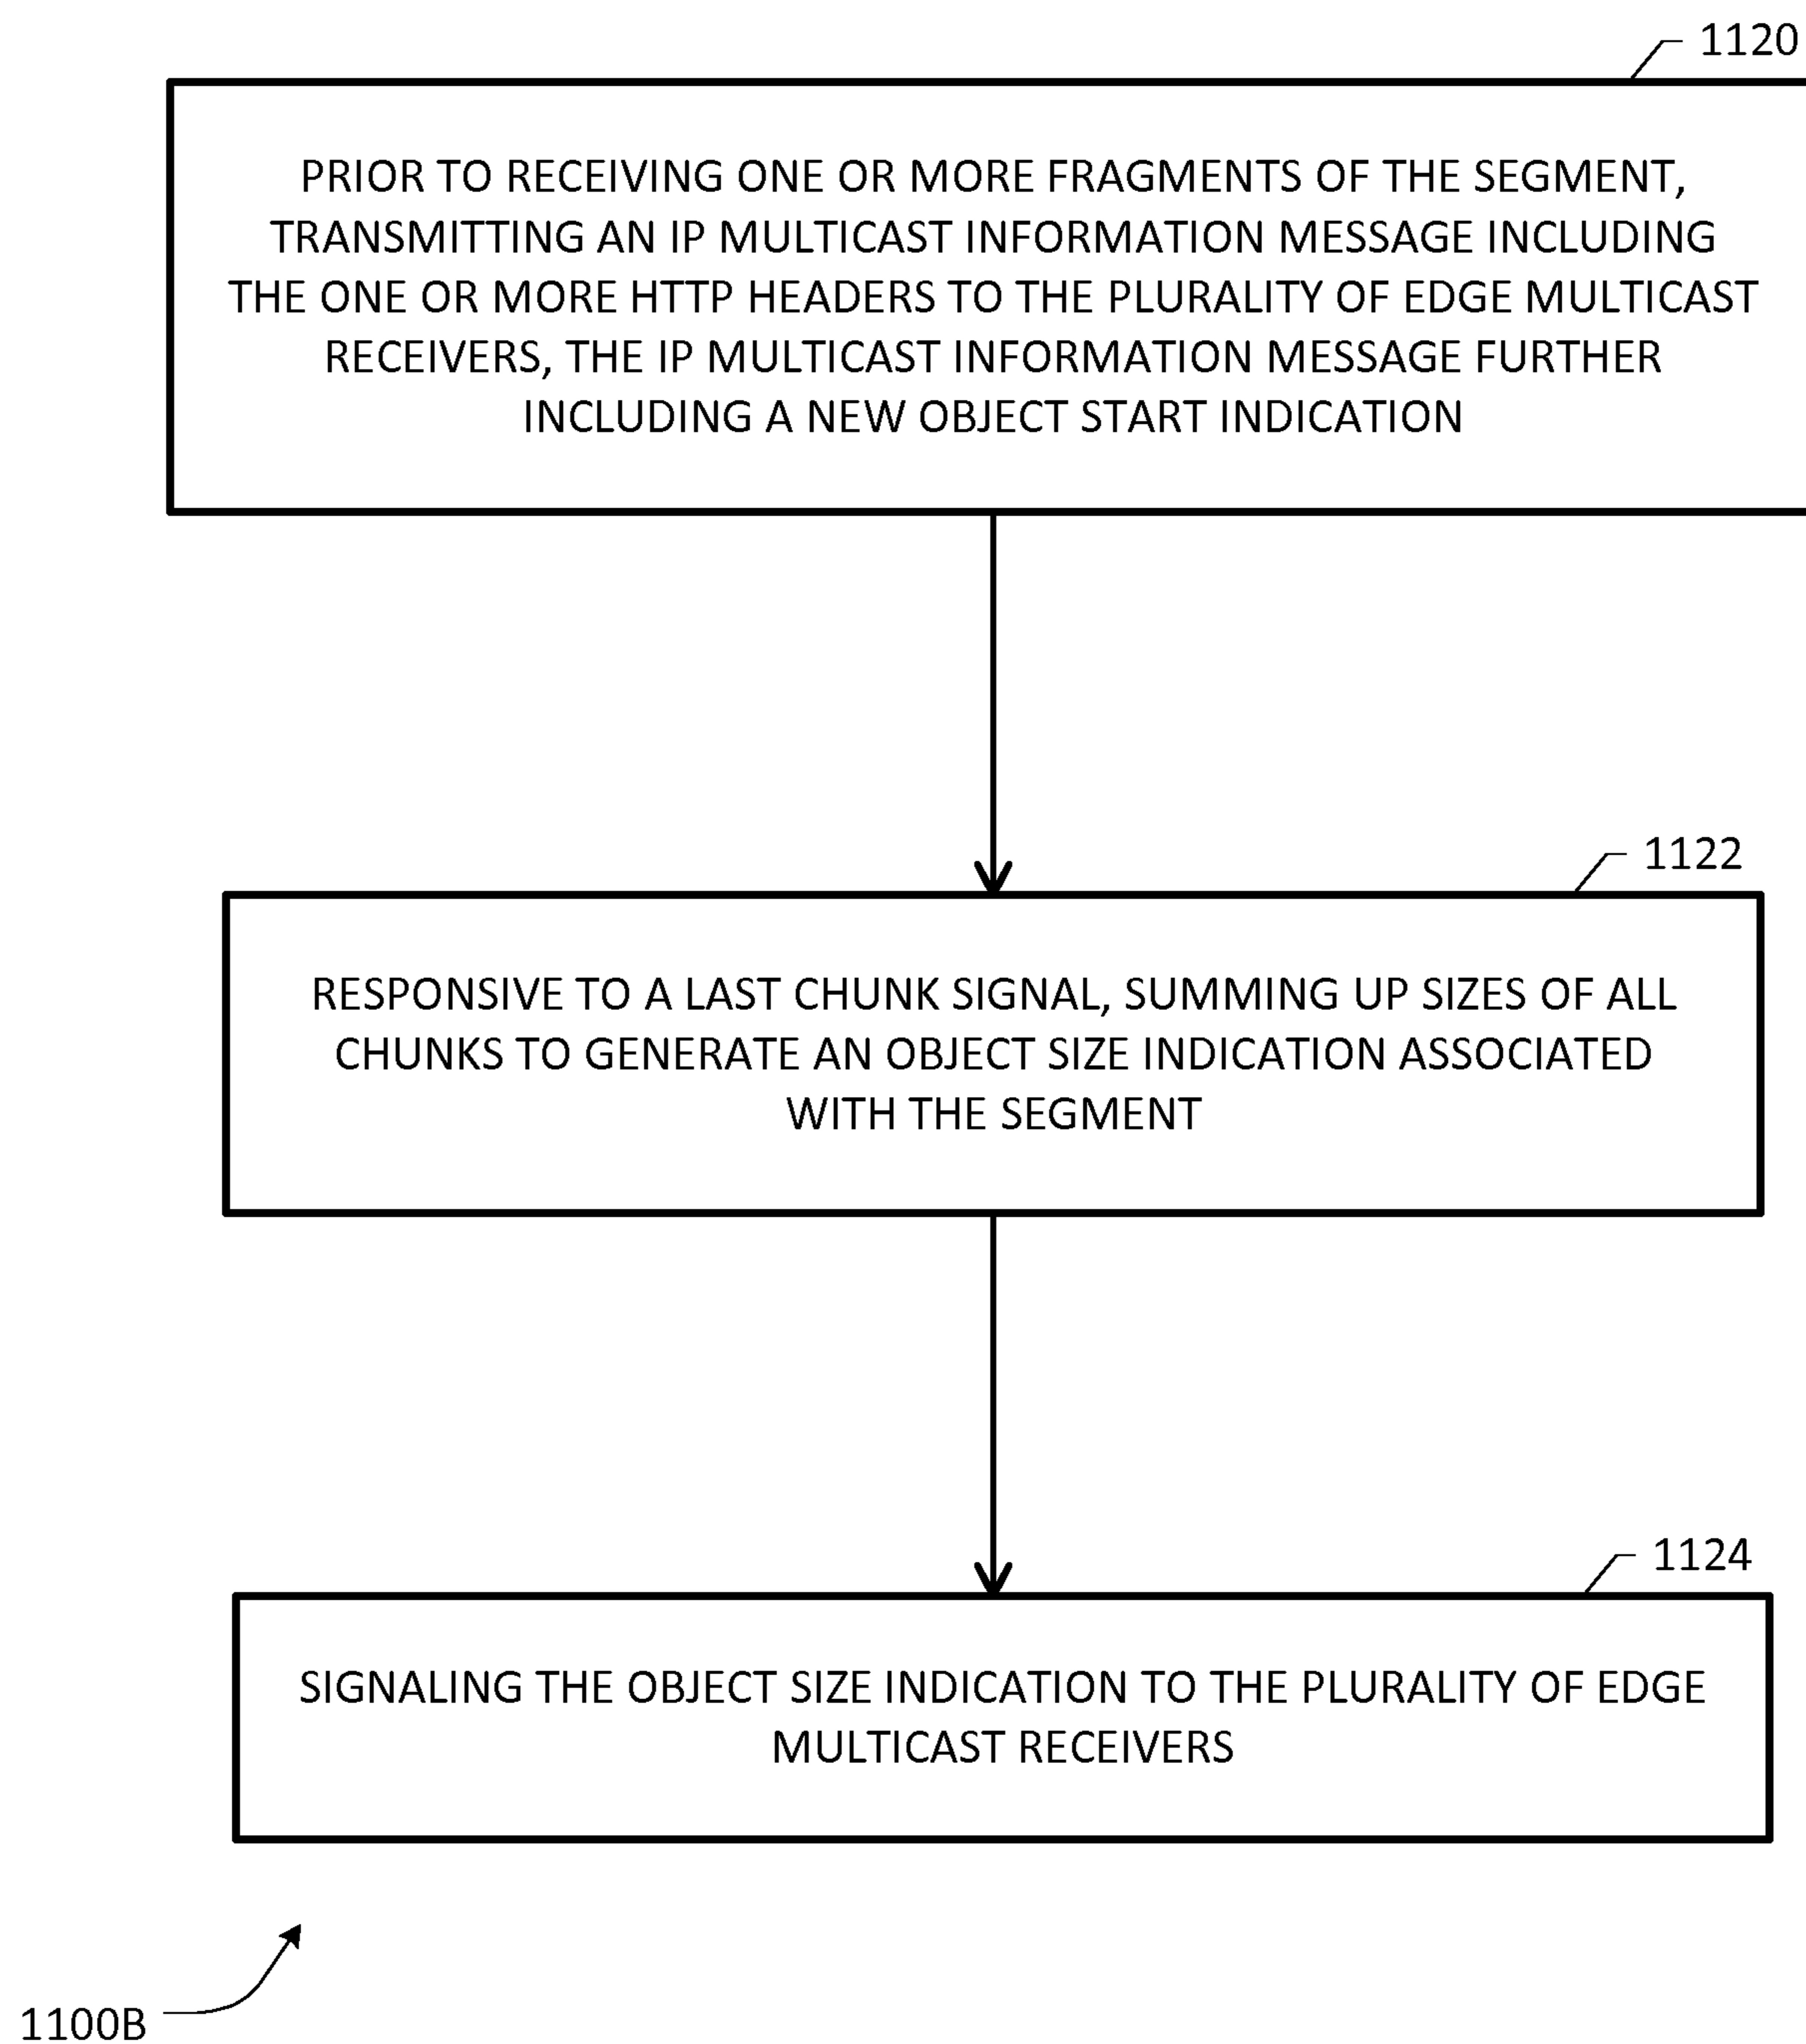 1120
PRIOR TO RECEIVING ONE OR MORE FRAGMENTS OF THE SEGMENT,
TRANSMITTING AN IP MULTICAST INFORMATION MESSAGE INCLUDING
THE ONE OR MORE HTTP HEADERS TO THE PLURALITY OF EDGE MULTICAST
RECEIVERS, THE IP MULTICAST INFORMATION MESSAGE FURTHER
INCLUDING A NEW OBJECT START INDICATION
1122
RESPONSIVE TO A LAST CHUNK SIGNAL, SUMMING UP SIZES OF ALL
CHUNKS TO GENERATE AN OBJECT SIZE INDICATION ASSOCIATED
WITH THE SEGMENT
1124
SIGNALING THE OBJECT SIZE INDICATION TO THE PLURALITY OF EDGE
MULTICAST RECEIVERS
1100B